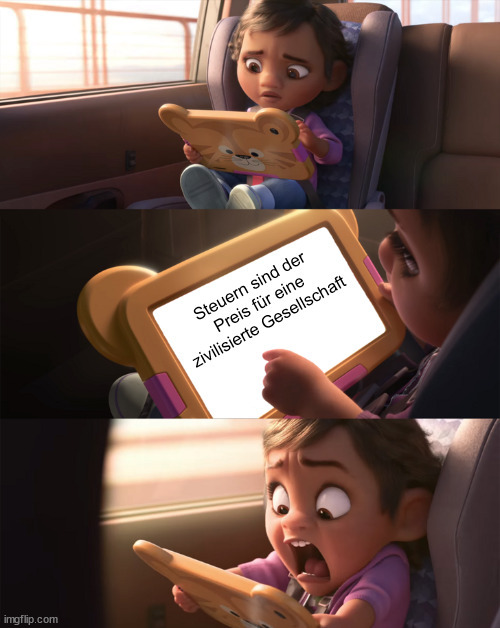 Steuern sind der
Preis für eine
zivilisierte Gesellschaft
imgflip.com